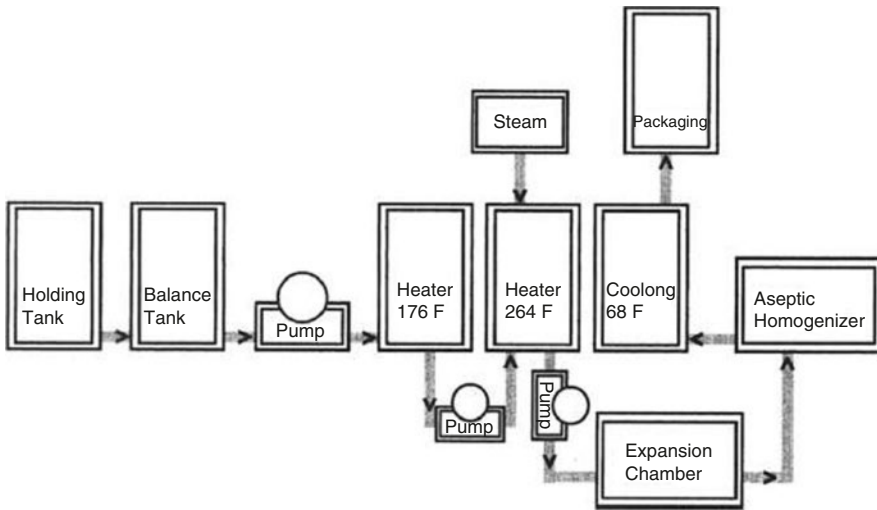 Packaging
Steam
Holding
Tank
Balance
Tank
Pump
Heater
176 F
Heater
264 F
Coolong
68 F
Aseptic
Homogenizer
Pump
Pump
Expansion
Chamber